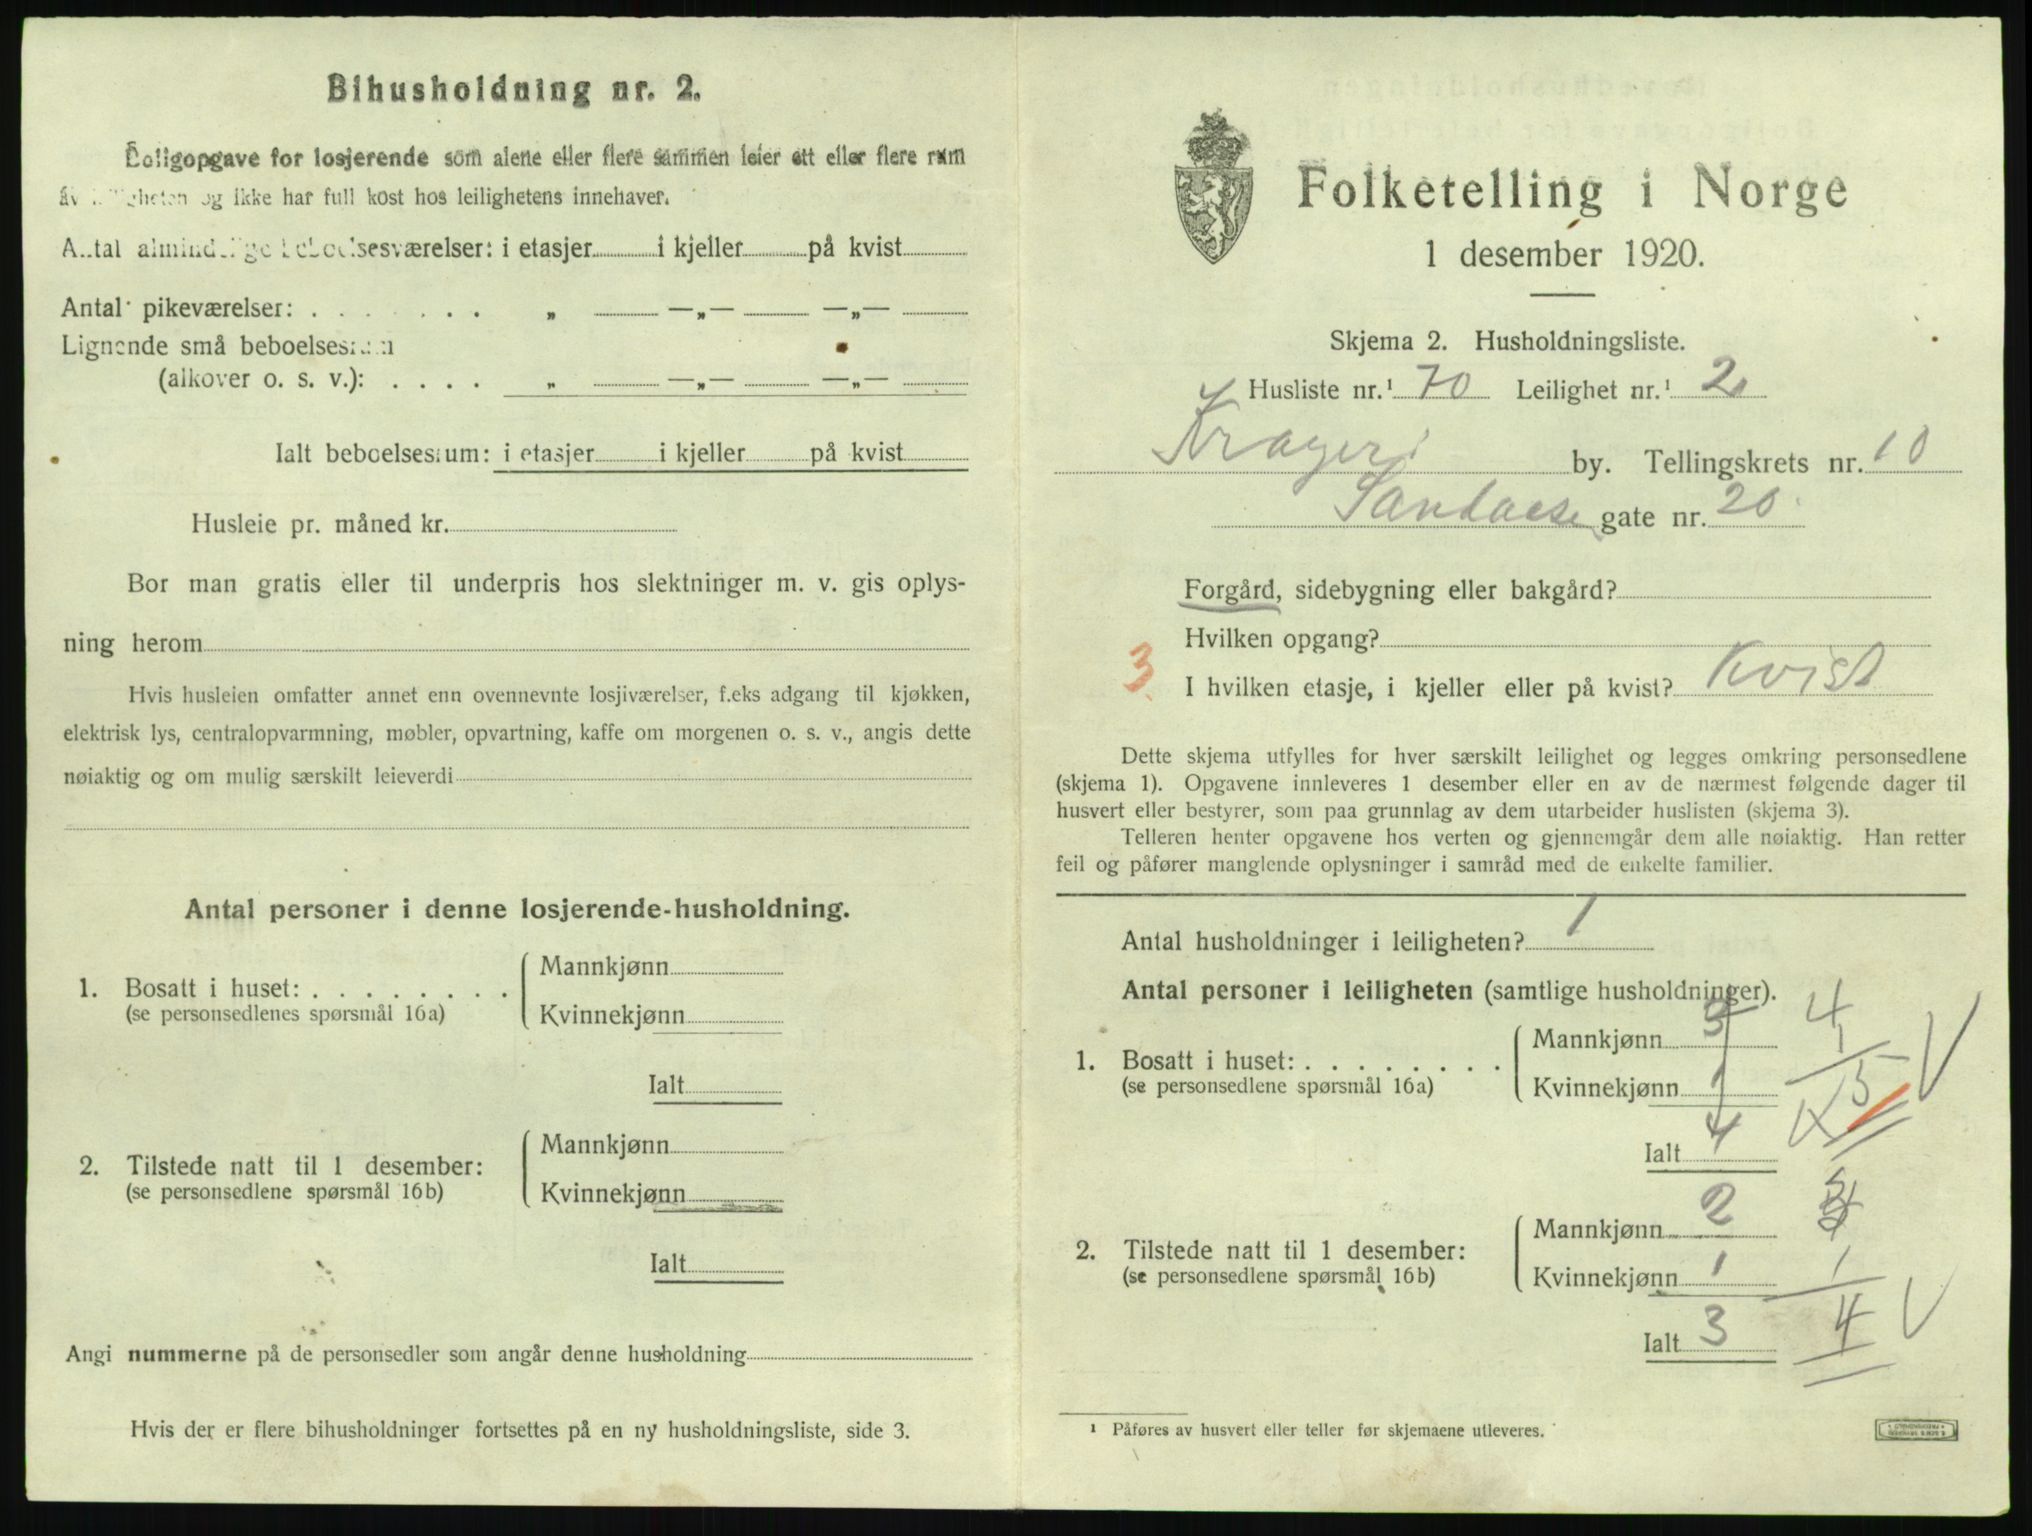 Bihusholdning nr. 2.
Boligopgave for losjerende som alene eller flere sammen leier ett eller flere rum
av leiligheten og ikke har full kost hos leilighetens innehaver.
Antal almindelige beboelsesværelser: i etasjer i kjeller på kvist
Antal pikeværelser: . . . . . . . „ —„— —„—
Lignende små beboelsesrum
(alkover o. s. v.): . . . . „ —„— —„—
Ialt beboelsesrum: i etasjer i kjeller på kvist
Husleie pr. måned kr.
Bor man gratis eller til underpris hos slektninger m. v. gis oplys-
ning herom
Hvis husleien omfatter annet enn ovennevnte losjiværelser, f.eks adgang til kjøkken,
elektrisk lys, centralopvarmning, møbler, opvartning, kaffe om morgenen o. s. v., angis dette
nøiaktig og om mulig særskilt leieverdi
Antal personer i denne losjerende-husholdning.
Mannkjønn
1. Bosatt i huset: . . . . . . . .
(se personsedlenes spørsmål 16a)
Kvinnekjønn
Ialt
Mannkjønn
2. Tilstede natt til 1 desember:
(se personsedlene spørsmål 16b)
Kvinnekjønn
Ialt
Angi nummerne på de personsedler som angår denne husholdning
Hvis der er flere bihusholdninger fortsettes på en ny husholdningsliste, side 3.
Folketelling i Norge
1 desember 1920.
Skjema 2. Husholdningsliste.
Husliste nr.¹ 70 Leilighet nr.¹ 2
Kragerø by. Tellingskrets nr. 10
gate nr. 20
Forgård, sidebygning eller bakgård?
Hvilken opgang?
3 I hvilken etasje, i kjeller eller på kvist? Kvist
Dette skjema utfylles for hver særskilt leilighet og legges omkring personsedlene
(skjema 1). Opgavene innleveres 1 desember eller en av de nærmest følgende dager til
husvert eller bestyrer, som paa grunnlag av dem utarbeider huslisten (skjema 3).
Telleren henter opgavene hos verten og gjennemgår dem alle nøiaktig. Han retter
feil og påfører manglende oplysninger i samråd med de enkelte familier.
Antal husholdninger i leiligheten? 1
Antal personer i leiligheten (samtlige husholdninger).
Mannkjønn 3 4
1. Bosatt i huset: . . . . . . . .
(se personsedlene spørsmål 16a)
Kvinnekjønn 1 1
Ialt 4 5
Mannkjønn 2 3
2. Tilstede natt til 1 desember:
(se personsedlene spørsmål 16b)
Kvinnekjønn 1 1
Ialt 3 4
¹ Påføres av husvert eller teller før skjemaene utleveres.